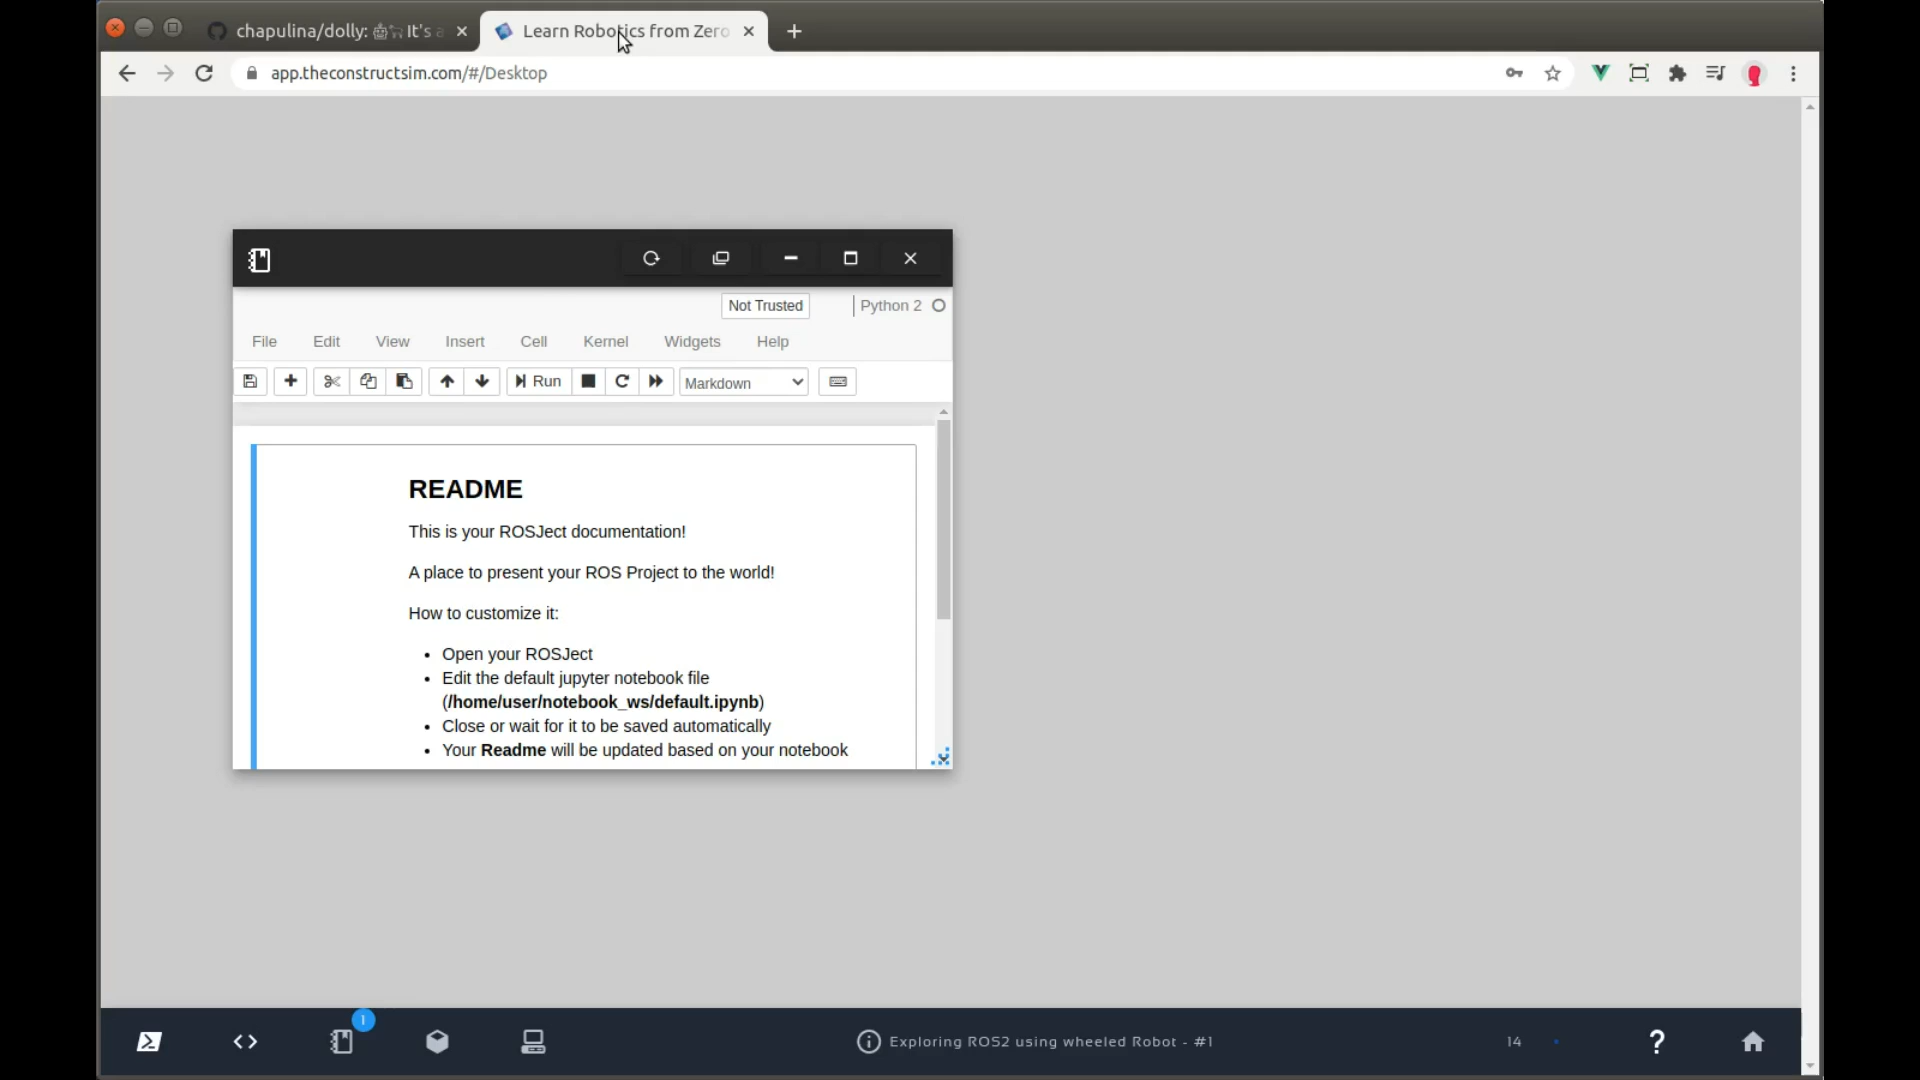 chapulina/dolly: 🤖🐑 It's a
Learn Robotics from Zero
app.theconstructsim.com/#/Desktop
Not Trusted
Python 2
File Edit View Insert Cell Kernel Widgets Help
Run
Markdown
README
This is your ROSJect documentation!
A place to present your ROS Project to the world!
How to customize it:
• Open your ROSJect
• Edit the default jupyter notebook file
(/home/user/notebook_ws/default.ipynb)
• Close or wait for it to be saved automatically
• Your Readme will be updated based on your notebook
1
Exploring ROS2 using wheeled Robot - #1
14